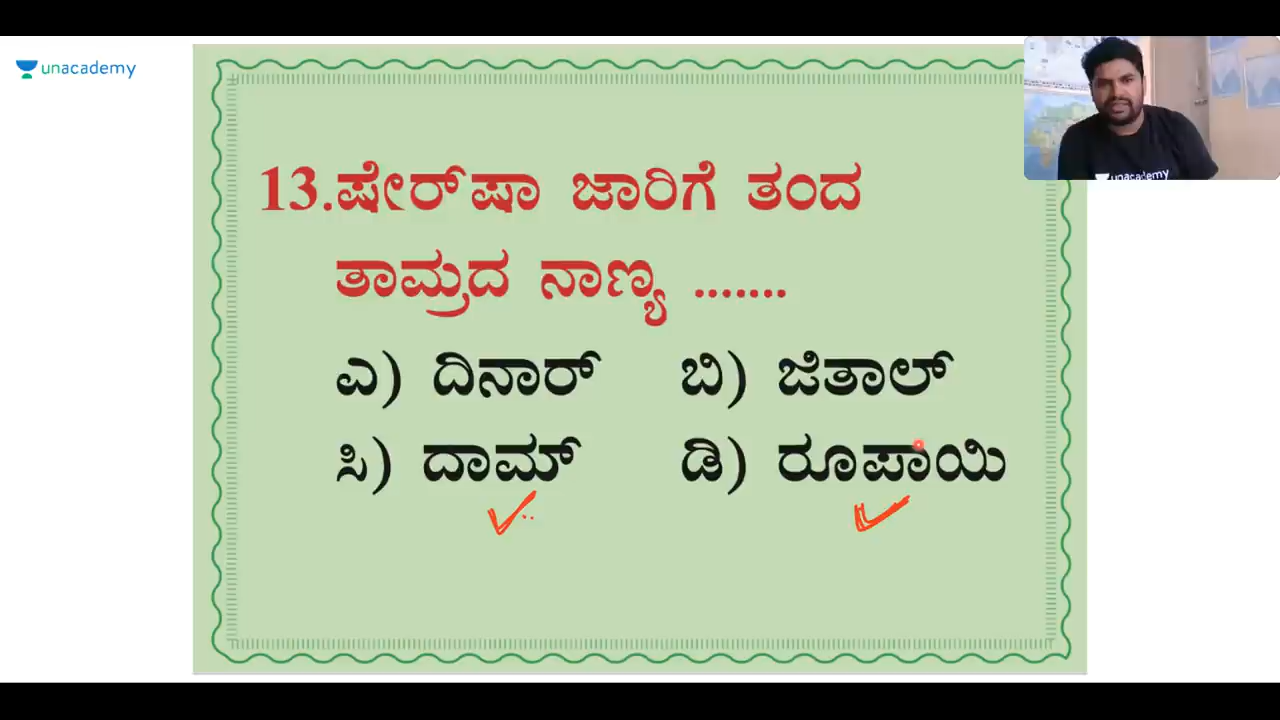 unacademy
13.ಷೇರ್‌ಷಾ ಜಾರಿಗೆ ತಂದ
ತಾಮ್ರದ ನಾಣ್ಯ .......
ಎ) ದಿನಾರ್ ಬಿ) ಜಿತಾಲ್
ಸಿ) ದಾಮ್ ಡಿ) ರೂಪಾಯಿ
unacademy